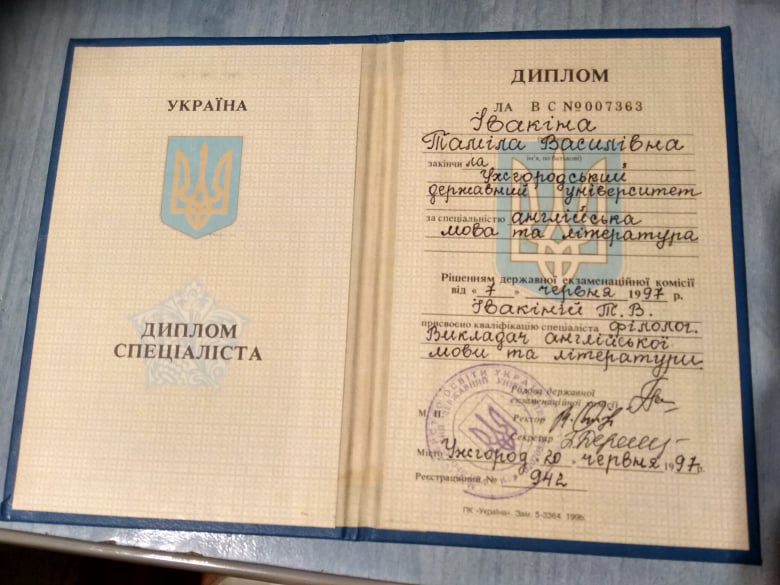 УКРАЇНА
ДИПЛОМ
СПЕЦІАЛІСТА
ДИПЛОМ
ЛА ВС №007363
Івакіна
Таміла Василівна
(ім'я, по батькові)
закінчила
Ужгородський
державний університет
за спеціальністю англійська
мова та література
Рішенням державної екзаменаційної комісії
від « 7 » червня 1997 р.
Івакіній Т. В.
присвоєно кваліфікацію спеціаліста філолог.
Викладач англійської
мови та літератури
Голова державної
екзаменаційної комісії
М. П.
Ректор
Секретар
Місто Ужгород 20 червня 1997р.
Реєстраційний № 942
ПК «Україна». Зам. 5-3364. 1996.